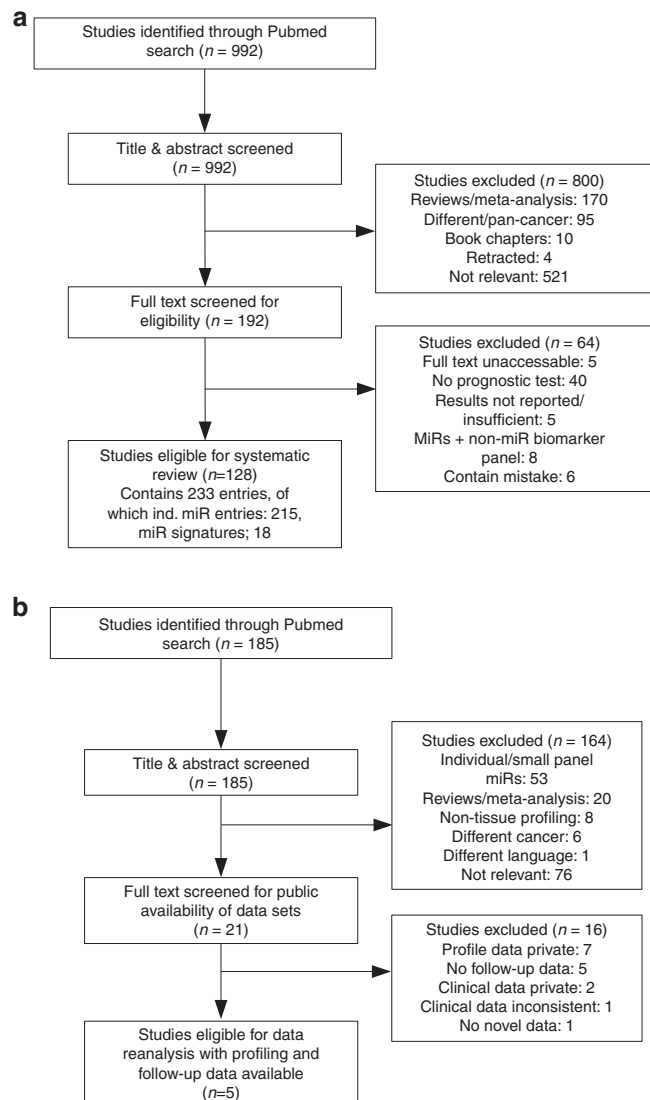 a
Studies identified through Pubmed
search (n = 992)
Title & abstract screened
(n = 992)
Studies excluded (n = 800)
Reviews/meta-analysis: 170
Different/pan-cancer: 95
Book chapters: 10
Retracted: 4
Not relevant: 521
Full text screened for
eligibility (n = 192)
Studies excluded (n = 64)
Full text unaccessable: 5
No prognostic test: 40
Results not reported/
insufficient: 5
MiRs + non-miR biomarker
panel: 8
Contain mistake: 6
Studies eligible for systematic
review (n=128)
Contains 233 entries, of
which ind. miR entries: 215,
miR signatures; 18
b
Studies identified through Pubmed
search (n = 185)
Title & abstract screened
(n = 185)
Studies excluded (n = 164)
Individual/small panel
miRs: 53
Reviews/meta-analysis: 20
Non-tissue profiling: 8
Different cancer: 6
Different language: 1
Not relevant: 76
Full text screened for public
availability of data sets
(n = 21)
Studies excluded (n = 16)
Profile data private: 7
No follow-up data: 5
Clinical data private: 2
Clinical data inconsistent: 1
No novel data: 1
Studies eligible for data
reanalysis with profiling and
follow-up data available
(n=5)